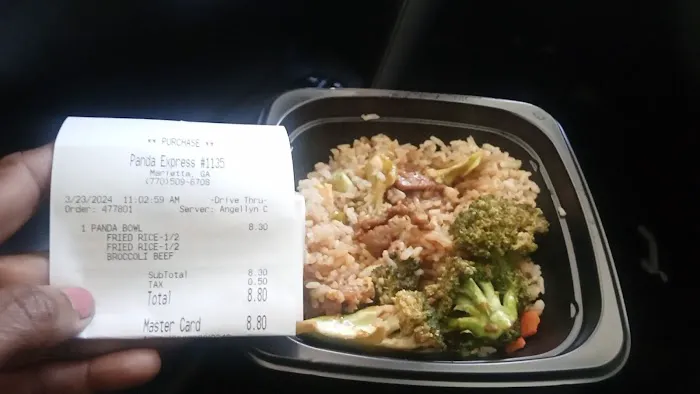 ** PURCHASE **
Panda Express #1135
Marietta, GA
(770)509-6708
3/23/2024 11:02:59 AM -Drive Thru-
Order: 477801 Server: Angellyn C
1 PANDA BOWL 8.30
FRIED RICE-1/2
FRIED RICE-1/2
BROCCOLI BEEF
SubTotal 8.30
TAX 0.50
Total 8.80
Master Card 8.80